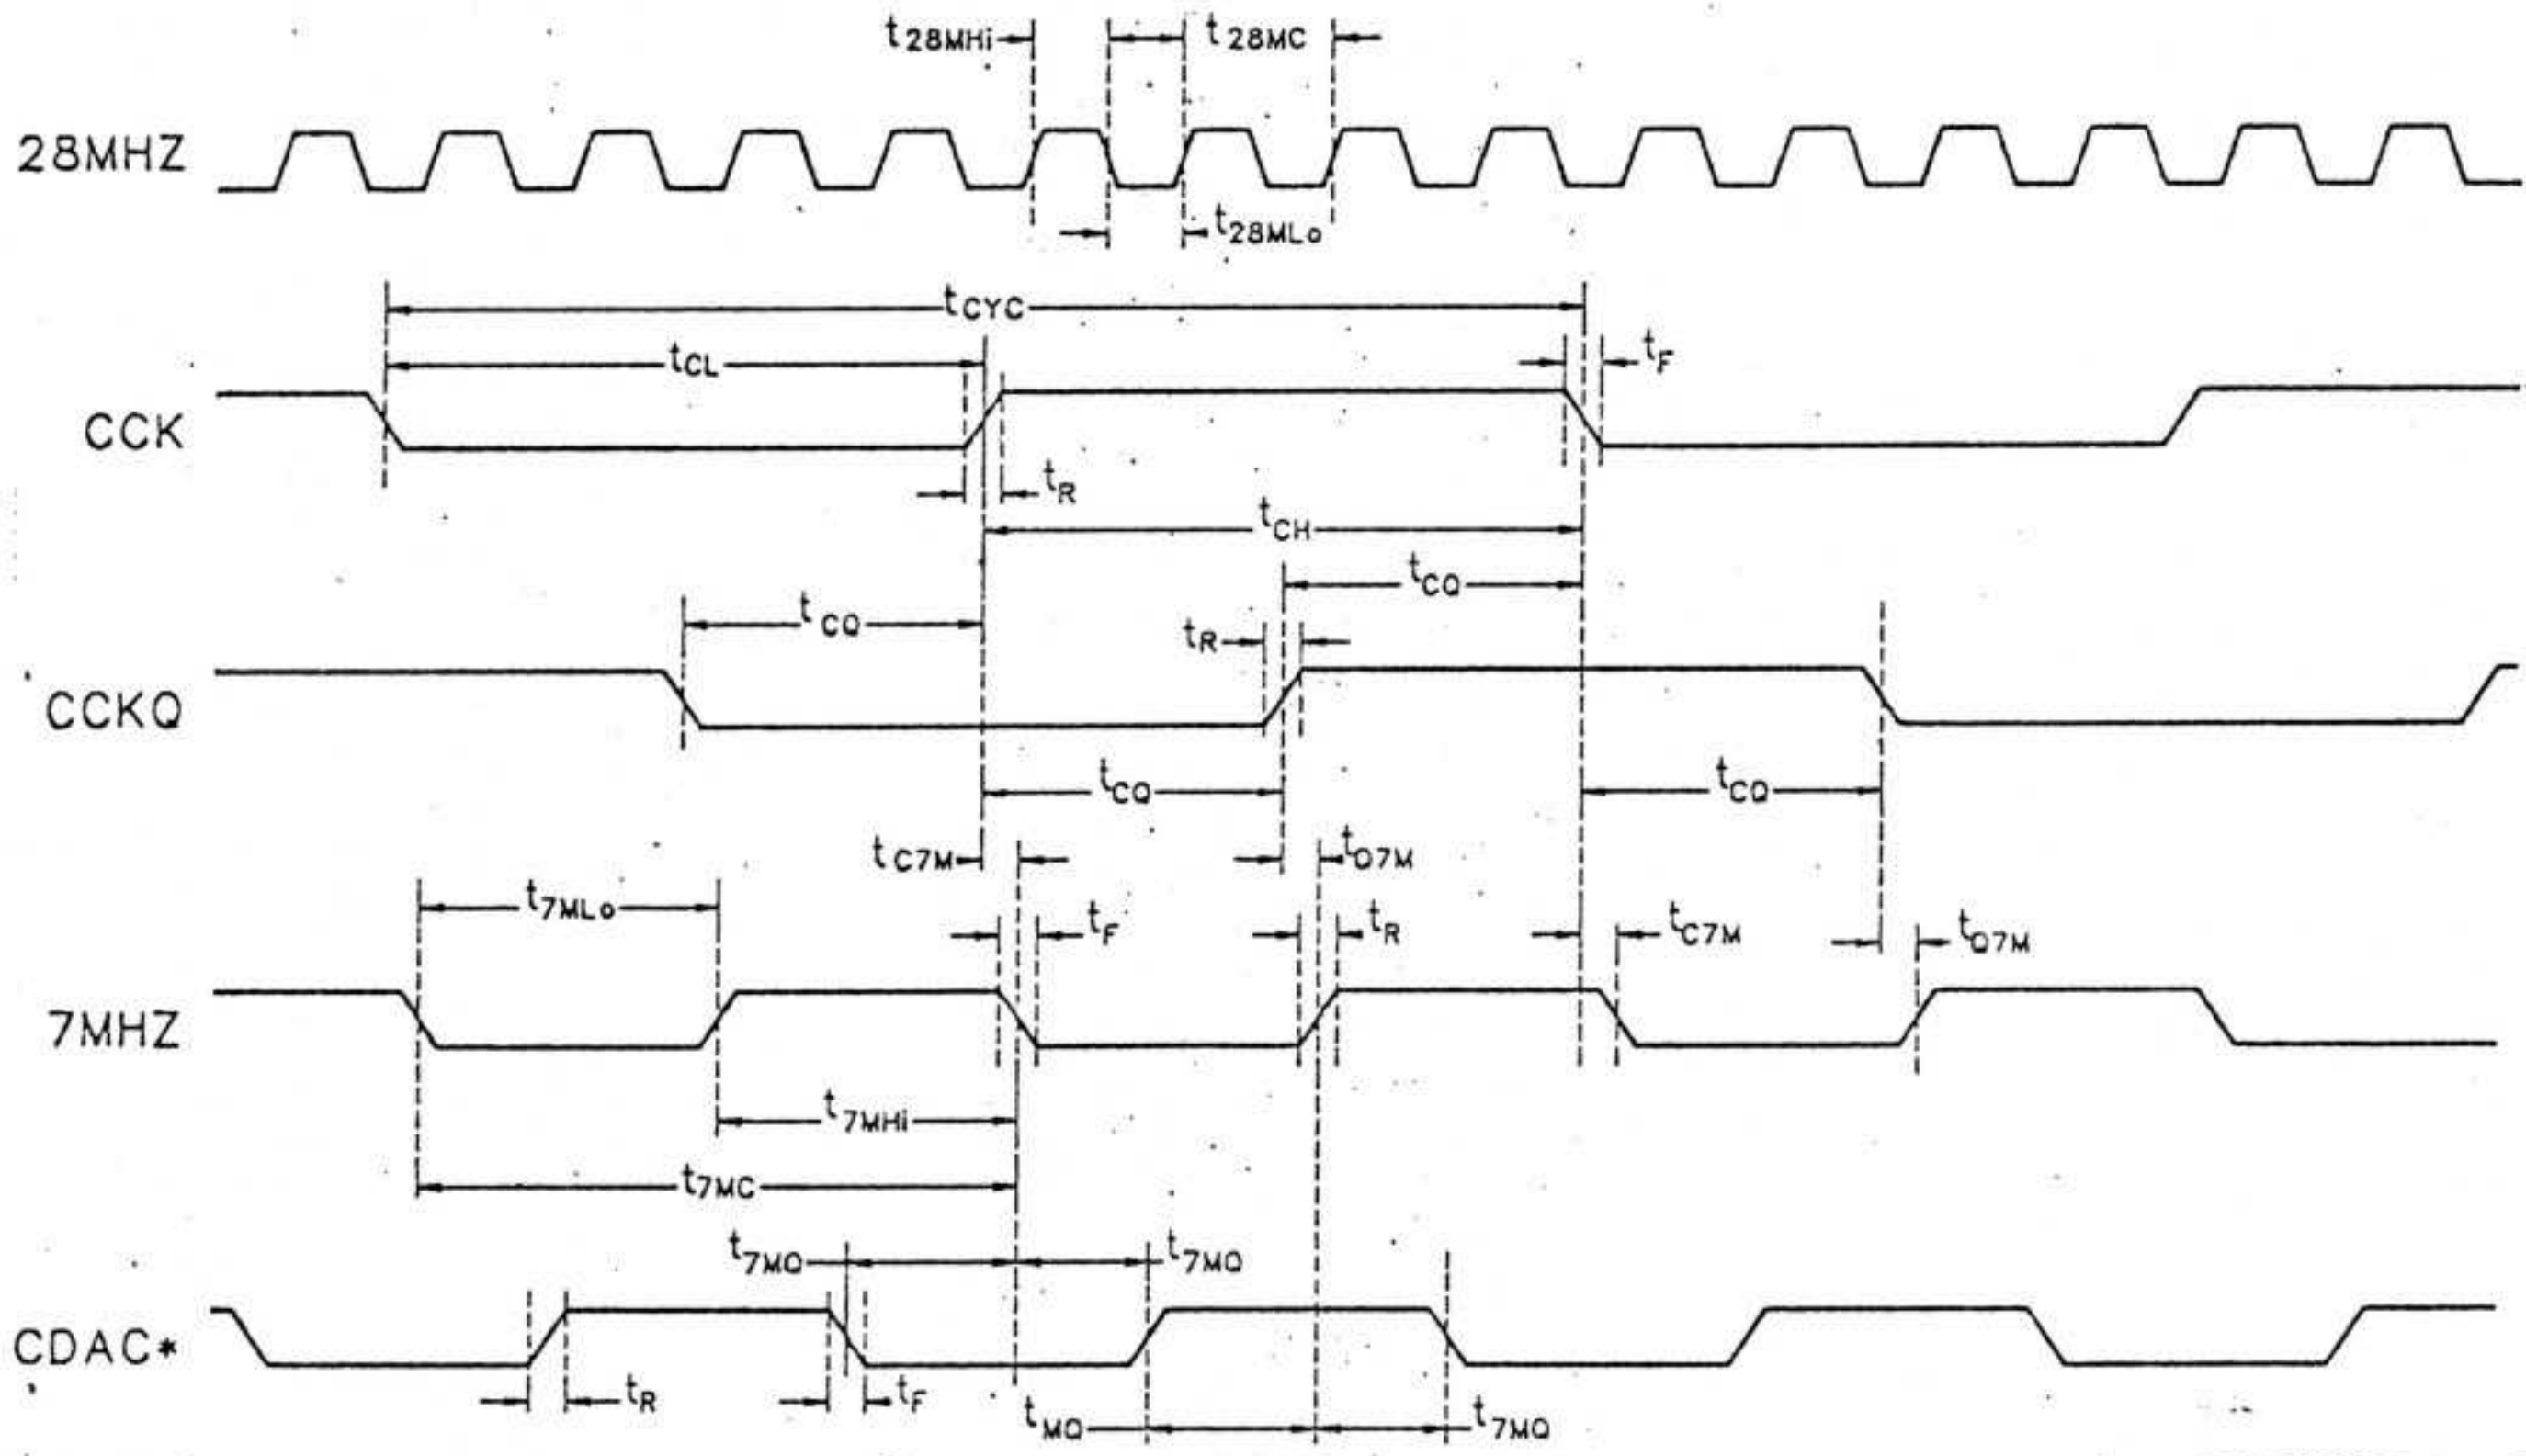 t28MHi
t28MC
28MHZ
t28MLo
tCYC
tCL
tF
CCK
tR
tCH
tCQ
tCQ
tR
CCKQ
tCQ
tCQ
tC7M
tQ7M
t7MLo
tF
tR
tC7M
tQ7M
7MHZ
t7MHi
t7MC
t7MQ
t7MQ
CDAC*
tR
tF
tMQ
t7MQ